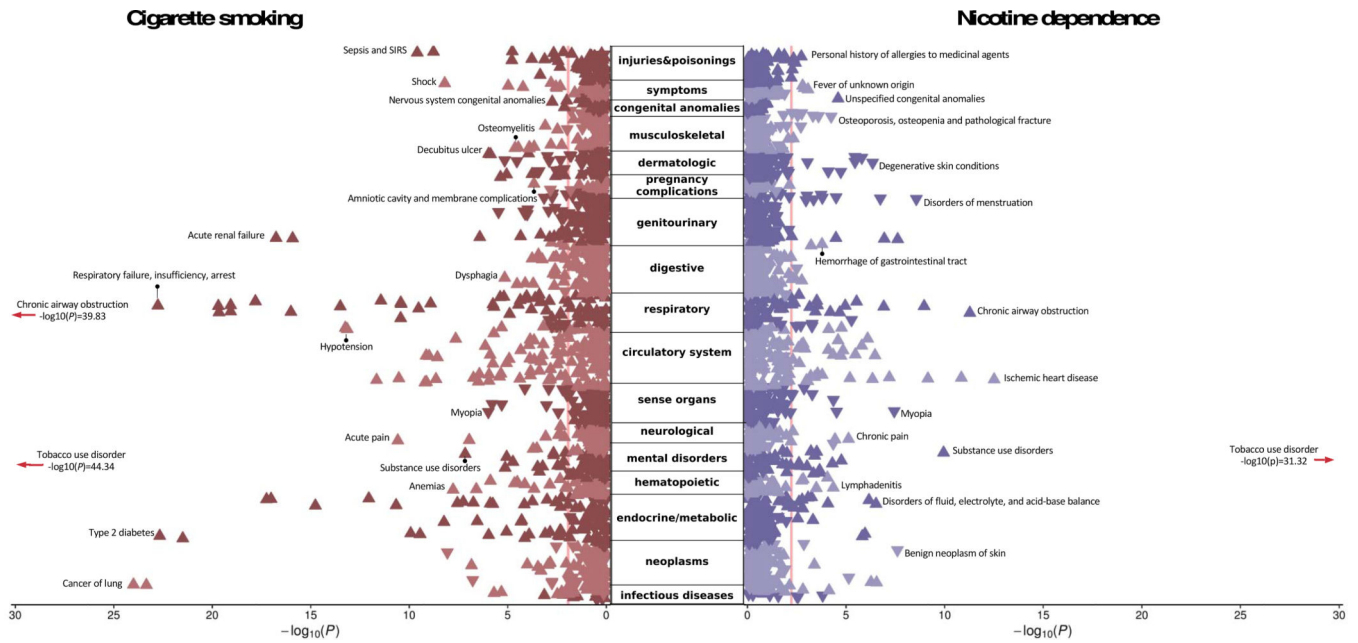 Cigarette smoking
Nicotine dependence
Sepsis and SIRS
injuries&poisonings
Personal history of allergies to medicinal agents
Shock
symptoms
Fever of unknown origin
Nervous system congenital anomalies
congenital anomalies
Unspecified congenital anomalies
Osteomyelitis
musculoskeletal
Osteoporosis, osteopenia and pathological fracture
Decubitus ulcer
dermatologic
Degenerative skin conditions
pregnancy
complications
Amniotic cavity and membrane complications
Disorders of menstruation
Acute renal failure
genitourinary
Hemorrhage of gastrointestinal tract
Respiratory failure, insufficiency, arrest
Dysphagia
digestive
Chronic airway obstruction
-log10(P)=39.83
respiratory
Chronic airway obstruction
Hypotension
circulatory system
Ischemic heart disease
sense organs
Myopia
Myopia
Acute pain
neurological
Chronic pain
Tobacco use disorder
-log10(P)=44.34
Substance use disorders
mental disorders
Substance use disorders
Tobacco use disorder
-log10(p)=31.32
Anemias
hematopoietic
Lymphadenitis
Disorders of fluid, electrolyte, and acid-base balance
Type 2 diabetes
endocrine/metabolic
Benign neoplasm of skin
Cancer of lung
neoplasms
infectious diseases
30 25 20 15 10 5 0
0 5 10 15 20 25 30
−log₁₀(P)
−log₁₀(P)